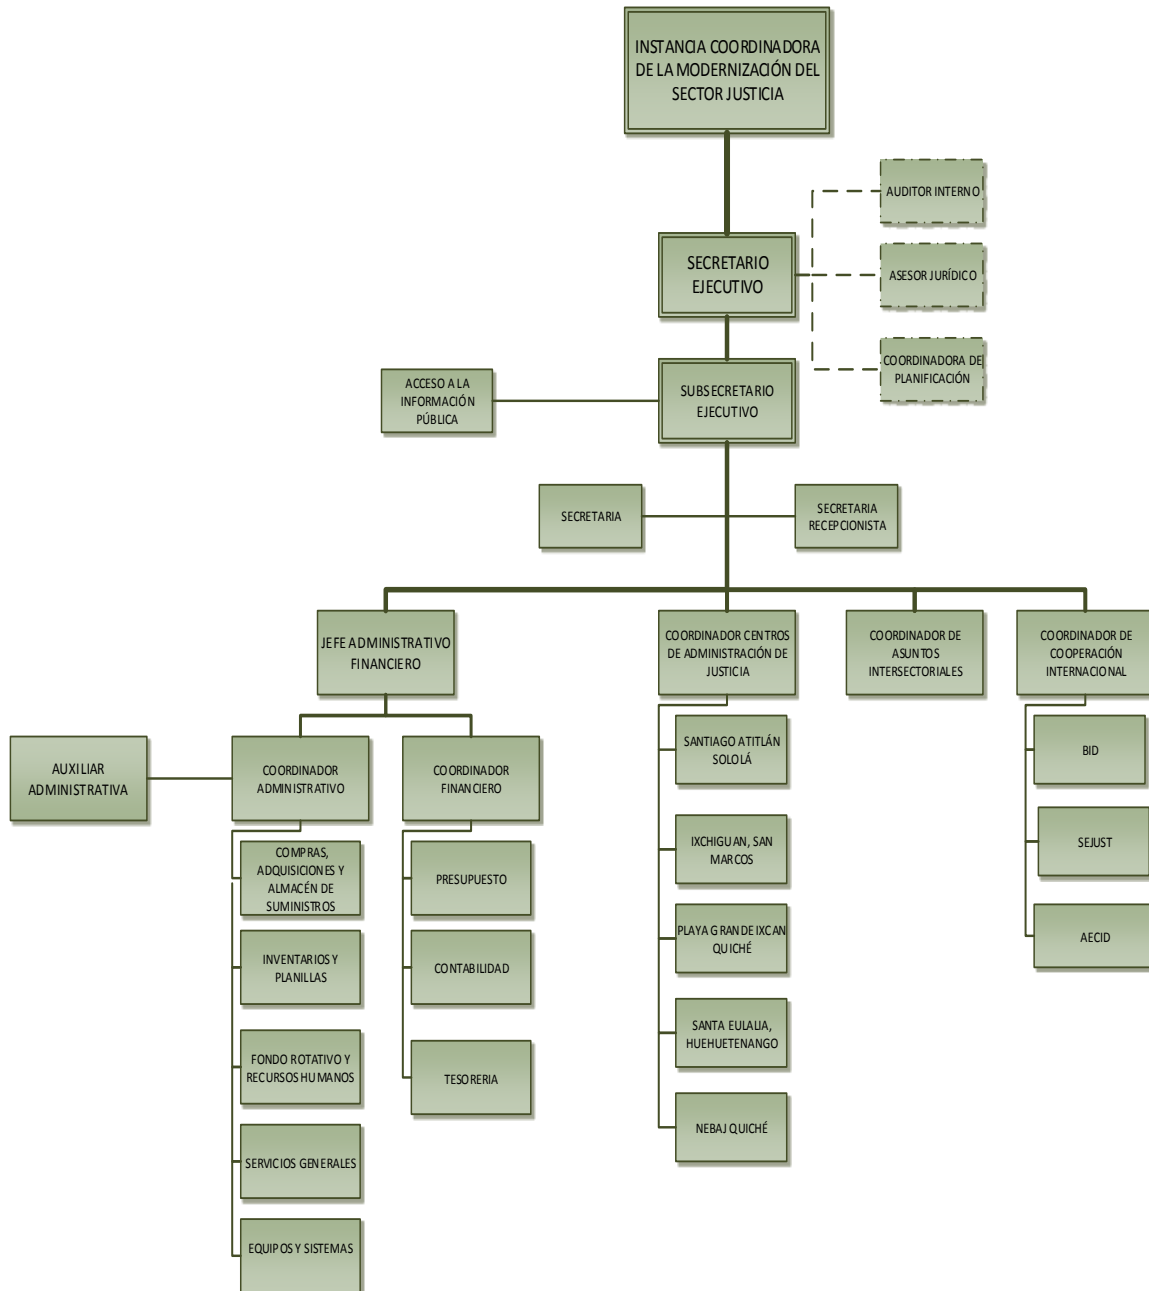 INSTANCIA COORDINADORA
DE LA MODERNIZACIÓN DEL
SECTOR JUSTICIA
AUDITOR INTERNO
SECRETARIO
EJECUTIVO
ASESOR JURÍDICO
COORDINADORA DE
PLANIFICACIÓN
ACCESO A LA
INFORMACIÓN
PÚBLICA
SUBSECRETARIO
EJECUTIVO
SECRETARIA
SECRETARIA
RECEPCIONISTA
JEFE ADMINISTRATIVO
FINANCIERO
COORDINADOR CENTROS
DE ADMINISTRACIÓN DE
JUSTICIA
COORDINADOR DE
ASUNTOS
INTERSECTORIALES
COORDINADOR DE
COOPERACIÓN
INTERNACIONAL
AUXILIAR
ADMINISTRATIVA
COORDINADOR
ADMINISTRATIVO
COORDINADOR
FINANCIERO
COMPRAS,
ADQUISICIONES Y
ALMACÉN DE
SUMINISTROS
INVENTARIOS Y
PLANILLAS
FONDO ROTATIVO Y
RECURSOS HUMANOS
SERVICIOS GENERALES
EQUIPOS Y SISTEMAS
PRESUPUESTO
CONTABILIDAD
TESORERIA
SANTIAGO ATITLÁN
SOLOLÁ
IXCHIGUAN, SAN
MARCOS
PLAYA GRANDE IXCAN
QUICHÉ
SANTA EULALIA,
HUEHUETENANGO
NEBAJ QUICHÉ
BID
SEJUST
AECID